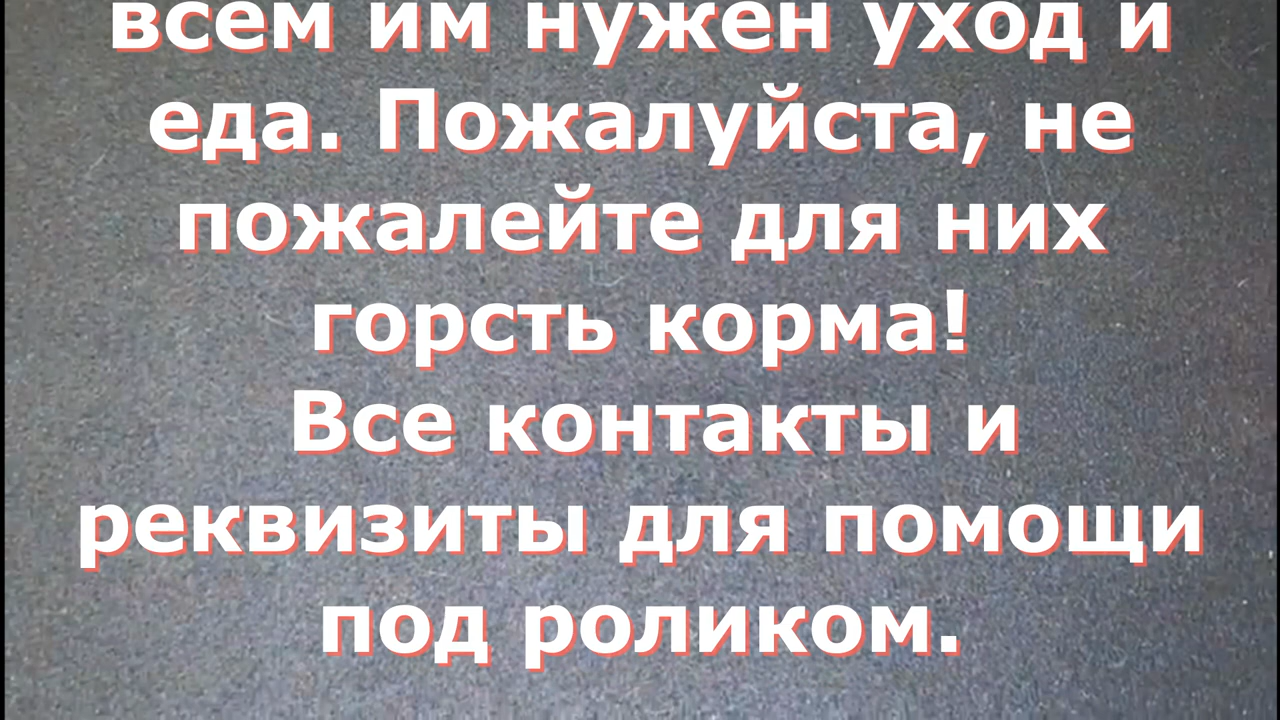 всем им нужен уход и
еда. Пожалуйста, не
пожалейте для них
горсть корма!
Все контакты и
реквизиты для помощи
под роликом.